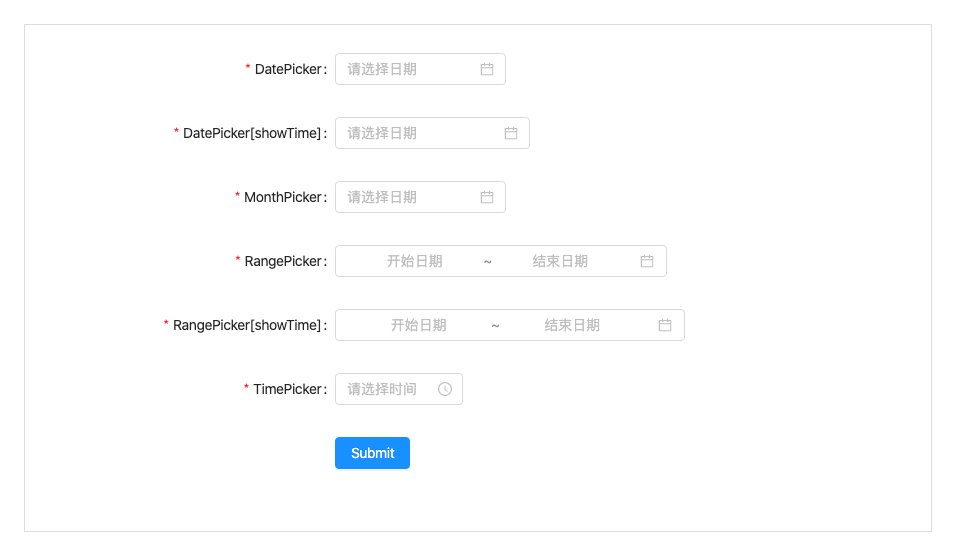 * DatePicker: 请选择日期
* DatePicker[showTime]: 请选择日期
* MonthPicker: 请选择日期
* RangePicker: 开始日期 ~ 结束日期
* RangePicker[showTime]: 开始日期 ~ 结束日期
* TimePicker: 请选择时间
Submit